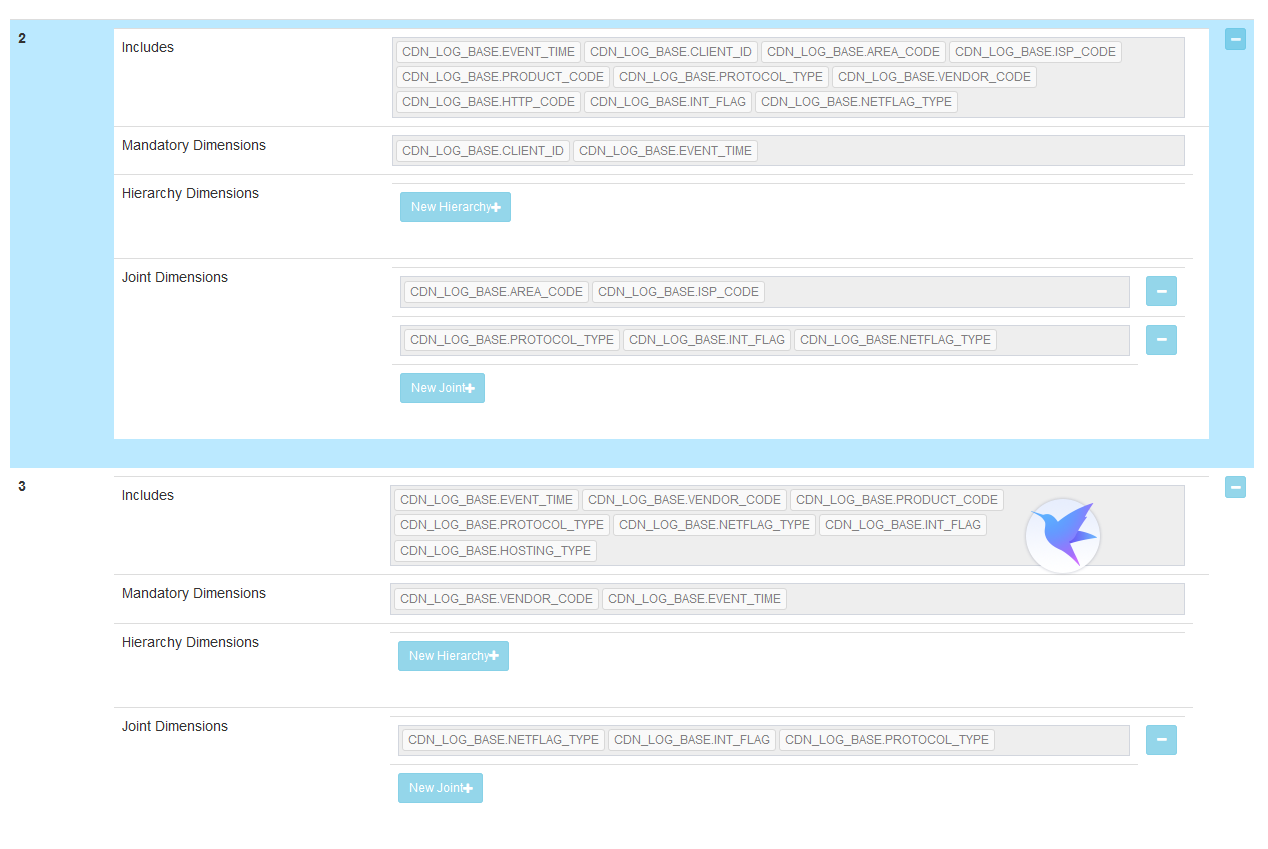 2
Includes
CDN_LOG_BASE.EVENT_TIME CDN_LOG_BASE.CLIENT_ID CDN_LOG_BASE.AREA_CODE CDN_LOG_BASE.ISP_CODE
CDN_LOG_BASE.PRODUCT_CODE CDN_LOG_BASE.PROTOCOL_TYPE CDN_LOG_BASE.VENDOR_CODE
CDN_LOG_BASE.HTTP_CODE CDN_LOG_BASE.INT_FLAG CDN_LOG_BASE.NETFLAG_TYPE
Mandatory Dimensions
CDN_LOG_BASE.CLIENT_ID CDN_LOG_BASE.EVENT_TIME
Hierarchy Dimensions
New Hierarchy+
Joint Dimensions
CDN_LOG_BASE.AREA_CODE CDN_LOG_BASE.ISP_CODE
CDN_LOG_BASE.PROTOCOL_TYPE CDN_LOG_BASE.INT_FLAG CDN_LOG_BASE.NETFLAG_TYPE
New Joint+
3
Includes
CDN_LOG_BASE.EVENT_TIME CDN_LOG_BASE.VENDOR_CODE CDN_LOG_BASE.PRODUCT_CODE
CDN_LOG_BASE.PROTOCOL_TYPE CDN_LOG_BASE.NETFLAG_TYPE CDN_LOG_BASE.INT_FLAG
CDN_LOG_BASE.HOSTING_TYPE
Mandatory Dimensions
CDN_LOG_BASE.VENDOR_CODE CDN_LOG_BASE.EVENT_TIME
Hierarchy Dimensions
New Hierarchy+
Joint Dimensions
CDN_LOG_BASE.NETFLAG_TYPE CDN_LOG_BASE.INT_FLAG CDN_LOG_BASE.PROTOCOL_TYPE
New Joint+